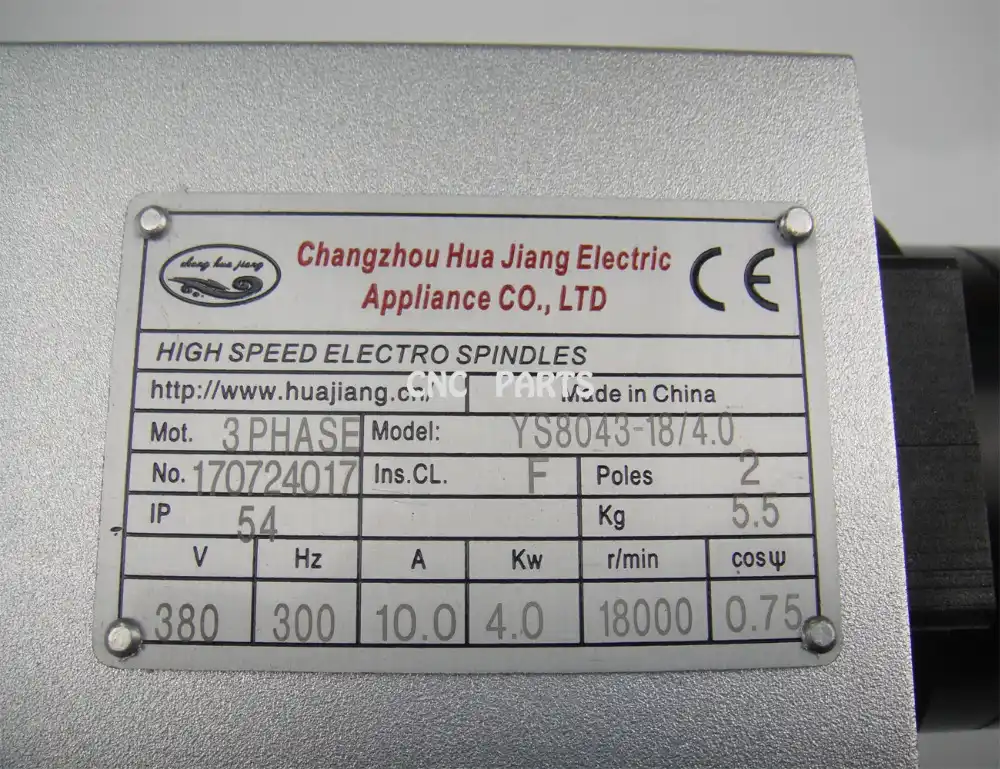 cheng hua jiang
Changzhou Hua Jiang Electric
Appliance CO., LTD
CE
HIGH SPEED ELECTRO SPINDLES
http://www.huajiang.cn/ Made in China
CNC PARTS
Mot. 3 PHASE Model: YS8043-18/4.0
No. 170724017 Ins.CL. F Poles 2
IP 54 Kg 5.5
V Hz A Kw r/min cosψ
380 300 10.0 4.0 18000 0.75